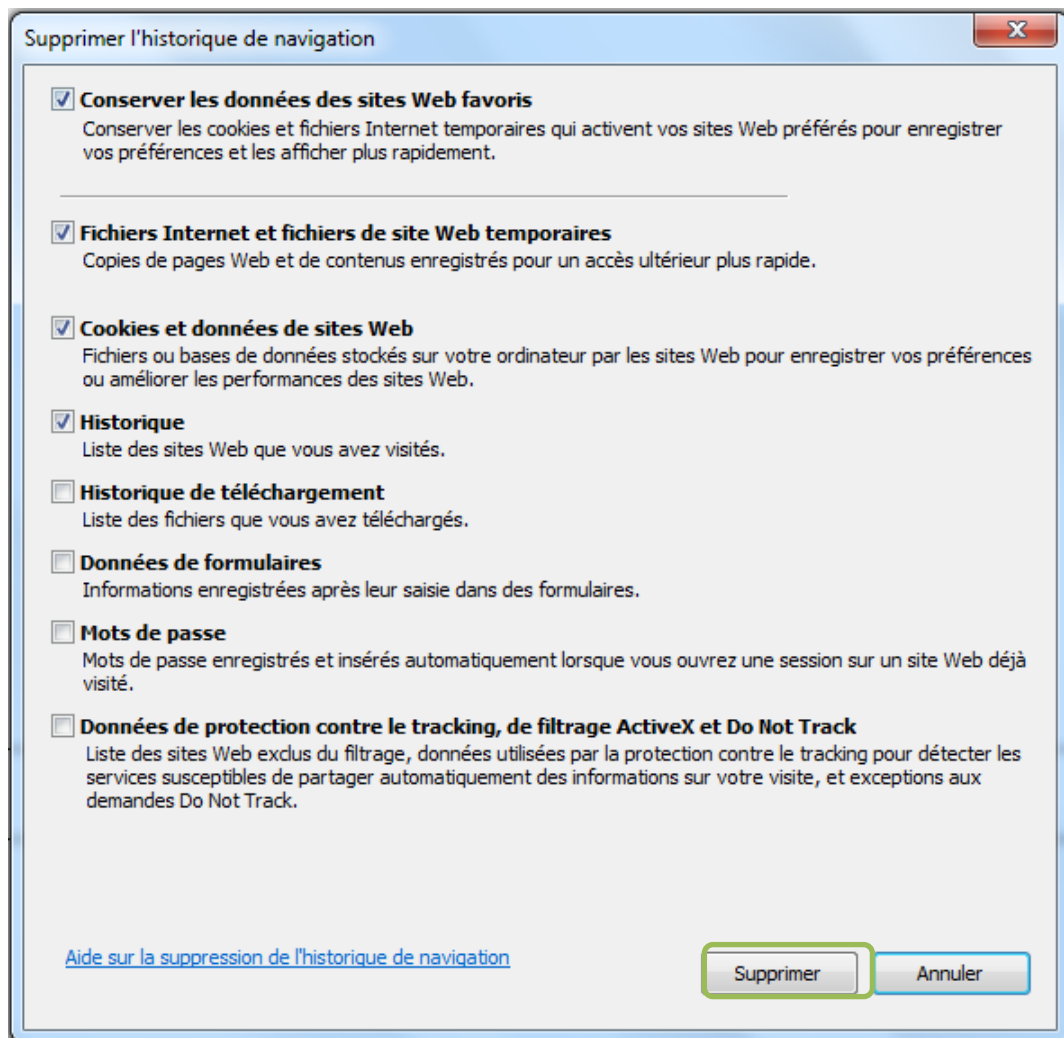 Supprimer l'historique de navigation
X
Conserver les données des sites Web favoris
Conserver les cookies et fichiers Internet temporaires qui activent vos sites Web préférés pour enregistrer
vos préférences et les afficher plus rapidement.
Fichiers Internet et fichiers de site Web temporaires
Copies de pages Web et de contenus enregistrés pour un accès ultérieur plus rapide.
Cookies et données de sites Web
Fichiers ou bases de données stockés sur votre ordinateur par les sites Web pour enregistrer vos préférences
ou améliorer les performances des sites Web.
Historique
Liste des sites Web que vous avez visités.
Historique de téléchargement
Liste des fichiers que vous avez téléchargés.
Données de formulaires
Informations enregistrées après leur saisie dans des formulaires.
Mots de passe
Mots de passe enregistrés et insérés automatiquement lorsque vous ouvrez une session sur un site Web déjà
visité.
Données de protection contre le tracking, de filtrage ActiveX et Do Not Track
Liste des sites Web exclus du filtrage, données utilisées par la protection contre le tracking pour détecter les
services susceptibles de partager automatiquement des informations sur votre visite, et exceptions aux
demandes Do Not Track.
Aide sur la suppression de l'historique de navigation
Supprimer
Annuler